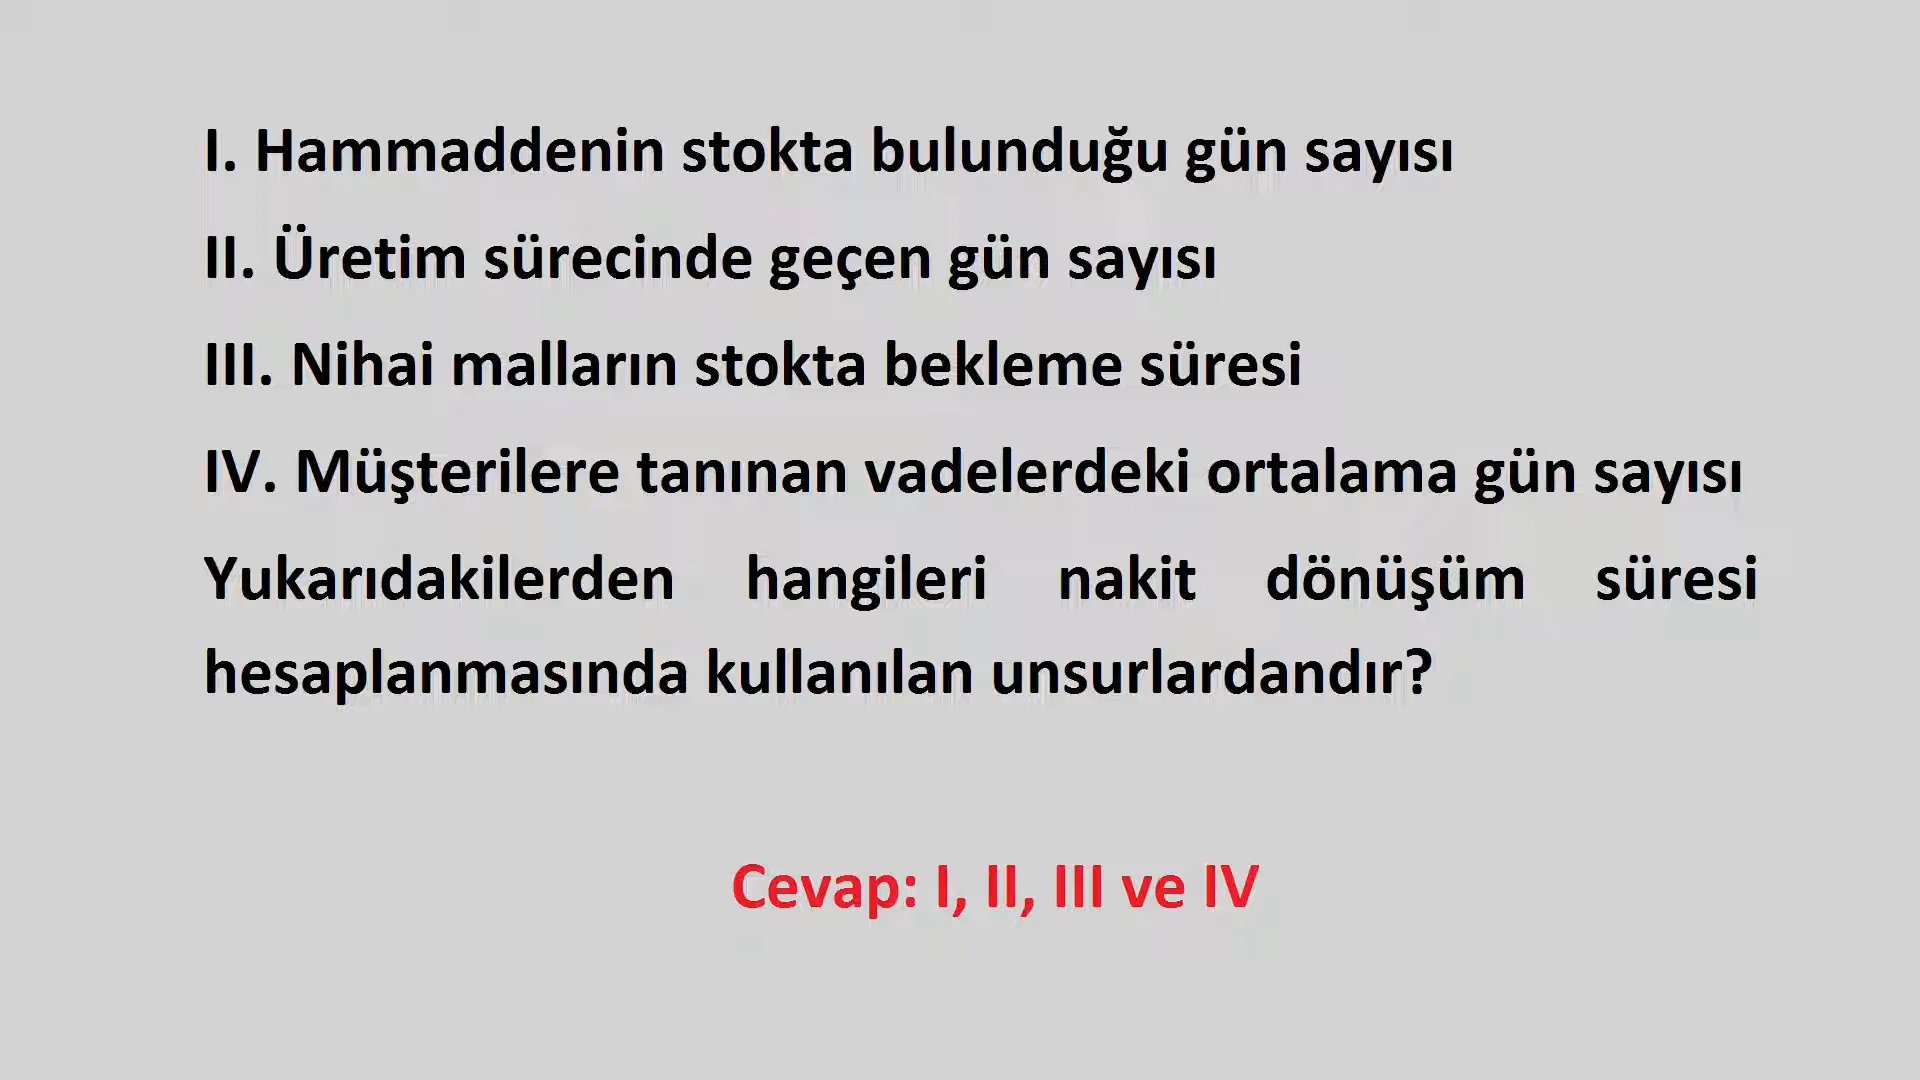 I. Hammaddenin stokta bulunduğu gün sayısı
II. Üretim sürecinde geçen gün sayısı
III. Nihai malların stokta bekleme süresi
IV. Müşterilere tanınan vadelerdeki ortalama gün sayısı
Yukarıdakilerden hangileri nakit dönüşüm süresi
hesaplanmasında kullanılan unsurlardandır?
Cevap: I, II, III ve IV